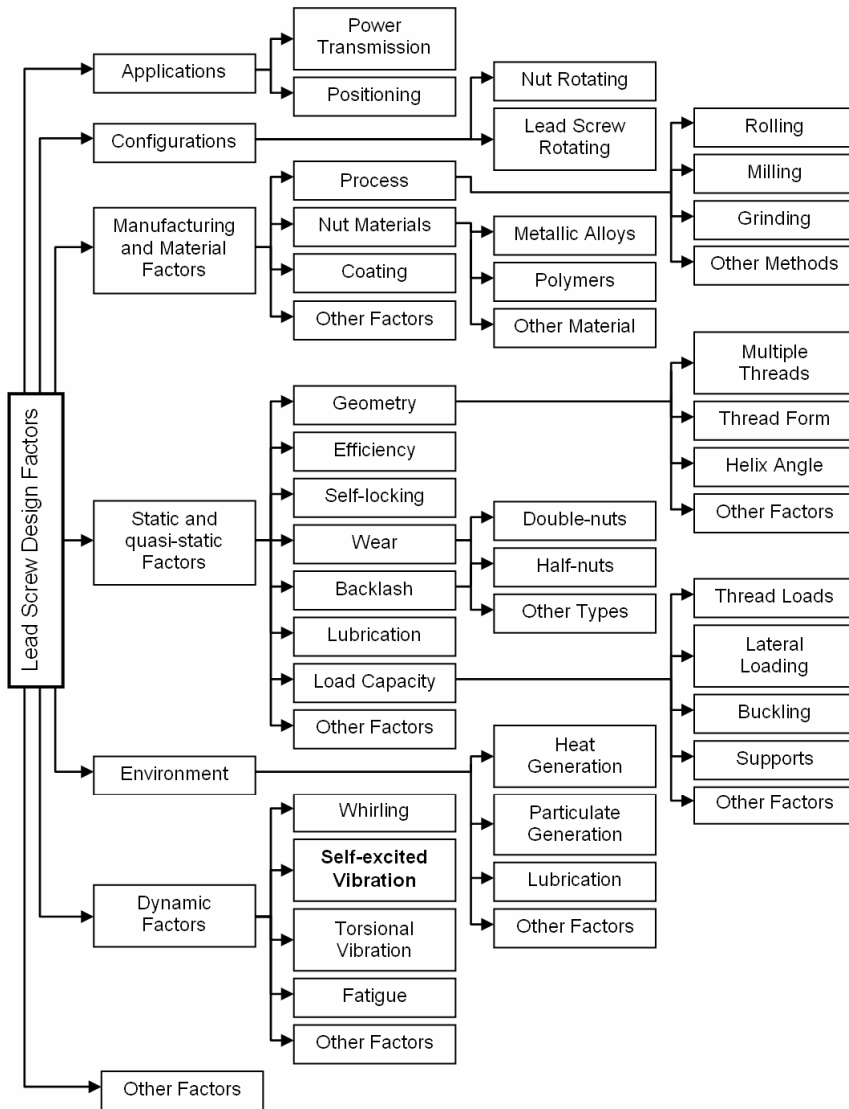 Lead Screw Design Factors
Applications
Power
Transmission
Positioning
Configurations
Nut Rotating
Lead Screw
Rotating
Manufacturing
and Material
Factors
Process
Rolling
Milling
Grinding
Other Methods
Nut Materials
Metallic Alloys
Polymers
Other Material
Coating
Other Factors
Static and
quasi-static
Factors
Geometry
Multiple
Threads
Thread Form
Helix Angle
Other Factors
Efficiency
Self-locking
Wear
Backlash
Double-nuts
Half-nuts
Other Types
Lubrication
Load Capacity
Thread Loads
Lateral
Loading
Buckling
Supports
Other Factors
Other Factors
Environment
Heat
Generation
Particulate
Generation
Lubrication
Other Factors
Dynamic
Factors
Whirling
Self-excited
Vibration
Torsional
Vibration
Fatigue
Other Factors
Other Factors